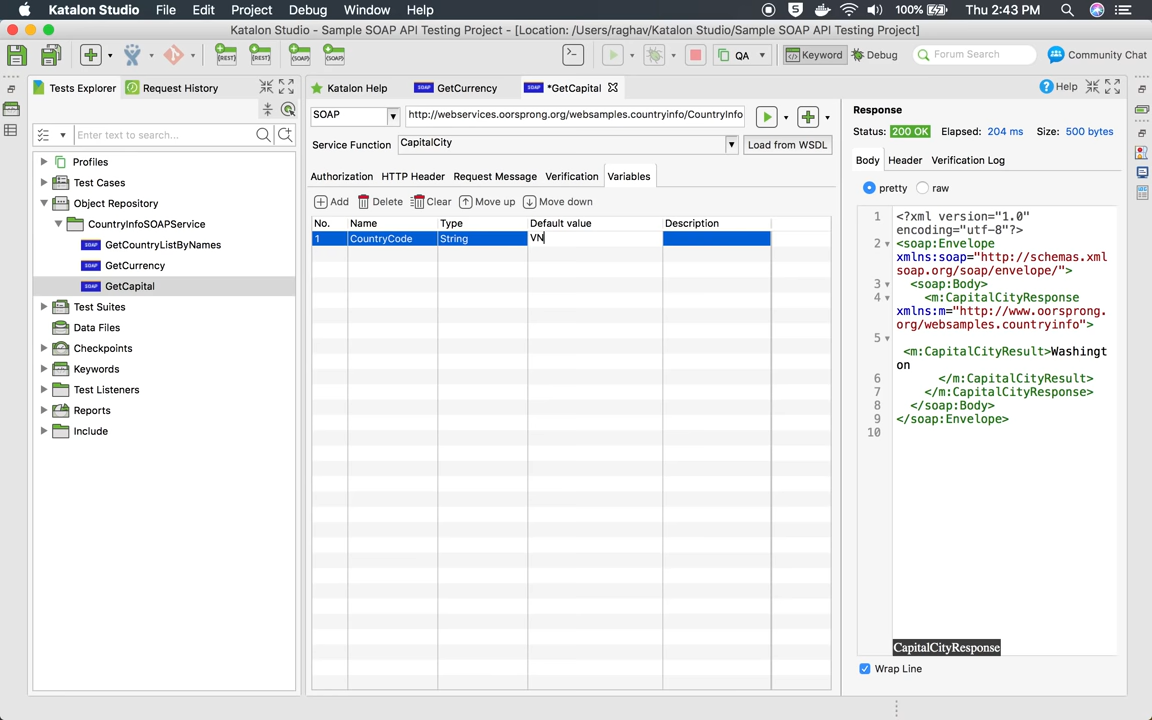 Katalon Studio File Edit Project Debug Window Help 100% Thu 2:43 PM
Katalon Studio - Sample SOAP API Testing Project - [Location: /Users/raghav/Katalon Studio/Sample SOAP API Testing Project]
(REST) (REST) (SOAP) (SOAP) QA Keyword Debug Forum Search Community Chat
Tests Explorer Request History
Enter text to search...
Profiles
Test Cases
Object Repository
CountryInfoSOAPService
SOAP GetCountryListByNames
SOAP GetCurrency
SOAP GetCapital
Test Suites
Data Files
Checkpoints
Keywords
Test Listeners
Reports
Include
Katalon Help SOAP GetCurrency SOAP *GetCapital
SOAP http://webservices.oorsprong.org/websamples.countryinfo/CountryInfo
Service Function CapitalCity Load from WSDL
Authorization HTTP Header Request Message Verification Variables
Add Delete Clear Move up Move down
No. Name Type Default value Description
1 CountryCode String VN
Help
Response
Status: 200 OK Elapsed: 204 ms Size: 500 bytes
Body Header Verification Log
pretty raw
1 <?xml version="1.0"
encoding="utf-8"?>
2 <soap:Envelope
xmlns:soap="http://schemas.xml
soap.org/soap/envelope/">
3 <soap:Body>
4 <m:CapitalCityResponse
xmlns:m="http://www.oorsprong.
org/websamples.countryinfo">
5
<m:CapitalCityResult>Washingt
on
6 </m:CapitalCityResult>
7 </m:CapitalCityResponse>
8 </soap:Body>
9 </soap:Envelope>
10
CapitalCityResponse
Wrap Line